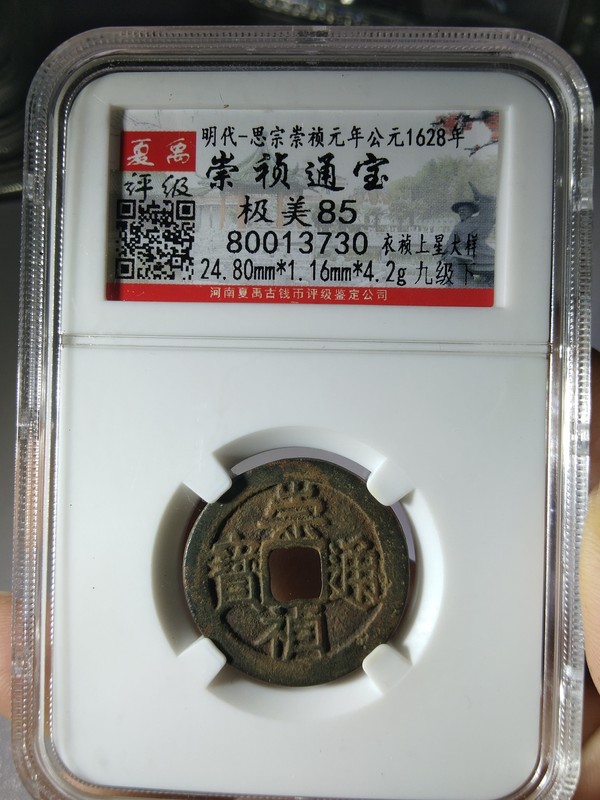 夏禹
评级
明代-思宗崇祯元年公元1628年
崇祯通宝
极美85
80013730 衣祯上星大样
24.80mm*1.16mm*4.2g 九级下
河南夏禹古钱币评级鉴定公司
崇
寶 通
禎